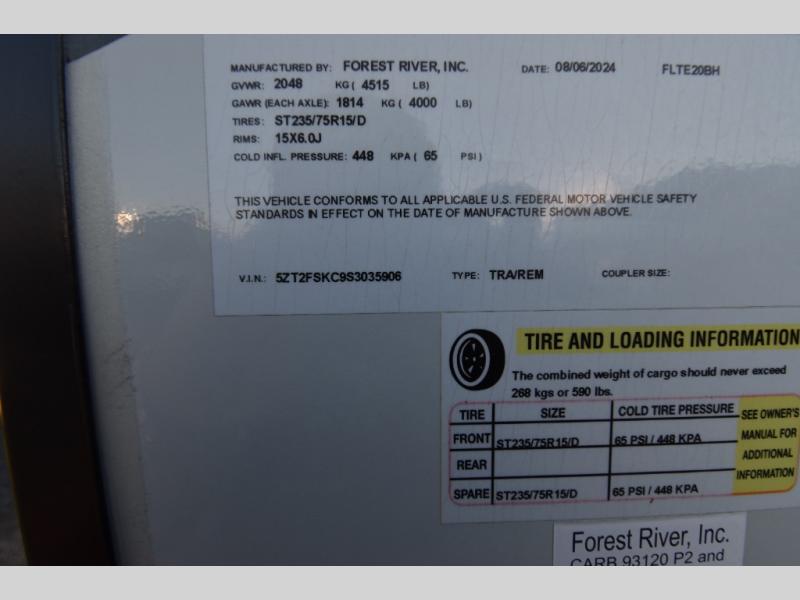 MANUFACTURED BY: FOREST RIVER, INC. DATE: 08/06/2024 FLTE20BH
GVWR: 2048 KG ( 4515 LB)
GAWR (EACH AXLE): 1814 KG ( 4000 LB)
TIRES: ST235/75R15/D
RIMS: 15X6.0J
COLD INFL. PRESSURE: 448 KPA ( 65 PSI )
THIS VEHICLE CONFORMS TO ALL APPLICABLE U.S. FEDERAL MOTOR VEHICLE SAFETY
STANDARDS IN EFFECT ON THE DATE OF MANUFACTURE SHOWN ABOVE.
V.I.N.: 5ZT2FSKC9S3035906 TYPE: TRA/REM COUPLER SIZE:
TIRE AND LOADING INFORMATION
The combined weight of cargo should never exceed
268 kgs or 590 lbs.
TIRE SIZE COLD TIRE PRESSURE
FRONT ST235/75R15/D 65 PSI / 448 KPA
REAR
SPARE ST235/75R15/D 65 PSI / 448 KPA
SEE OWNER'S
MANUAL FOR
ADDITIONAL
INFORMATION
Forest River, Inc.
CARB 93120 P2 and